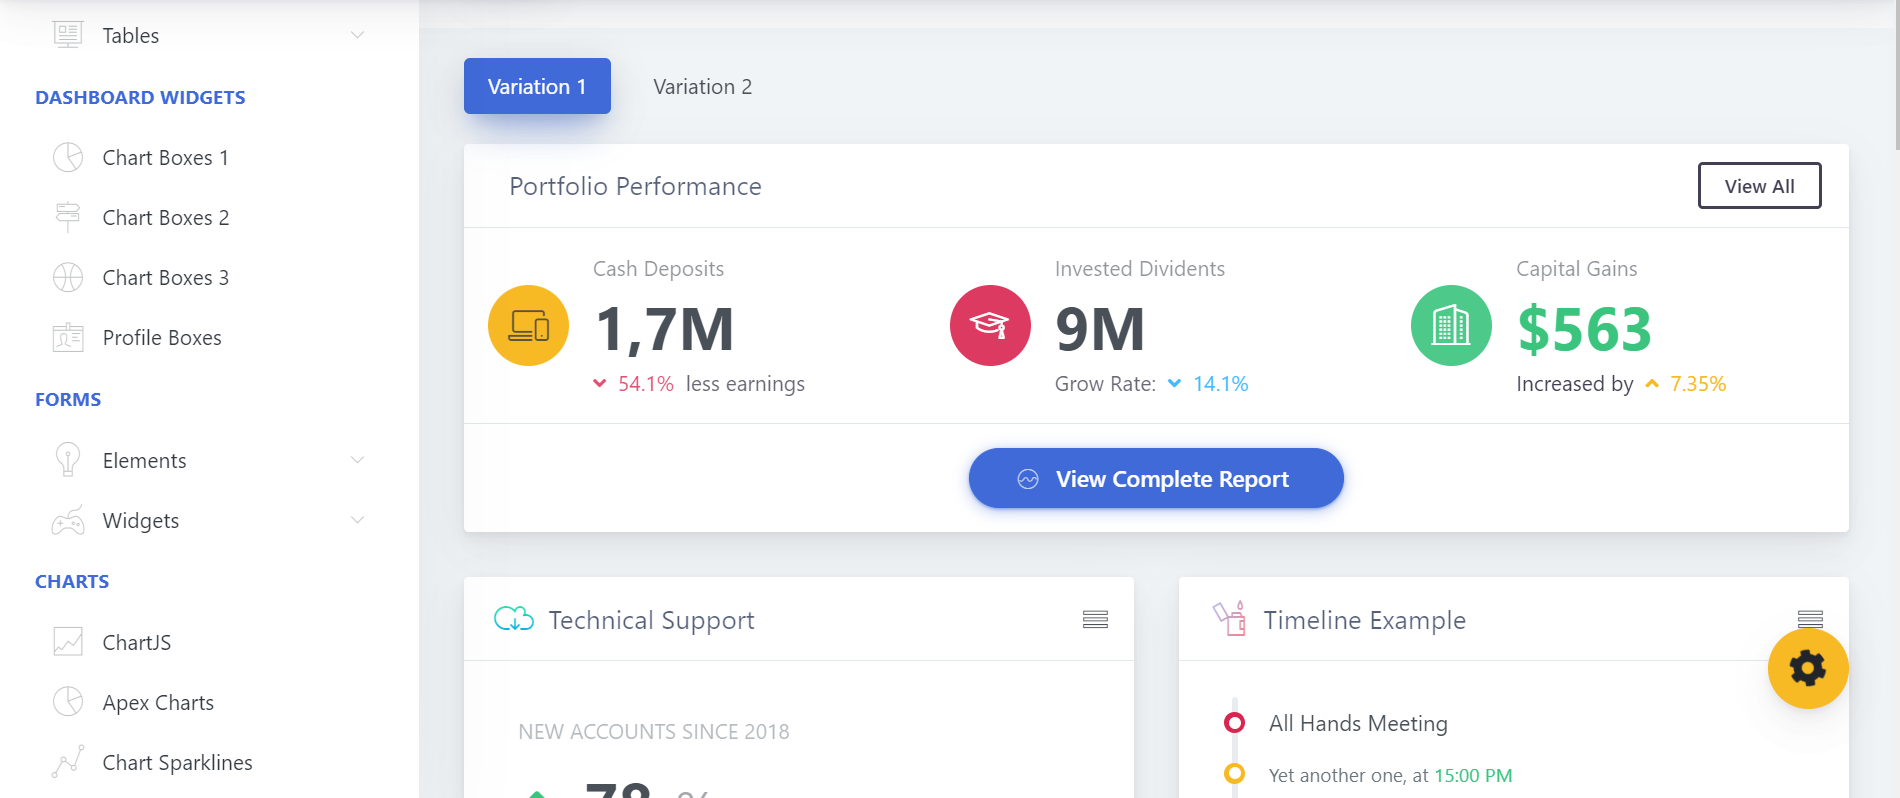 Tables
DASHBOARD WIDGETS
Chart Boxes 1
Chart Boxes 2
Chart Boxes 3
Profile Boxes
FORMS
Elements
Widgets
CHARTS
ChartJS
Apex Charts
Chart Sparklines
Variation 1
Variation 2
Portfolio Performance
View All
Cash Deposits
1,7M
54.1% less earnings
Invested Dividents
9M
Grow Rate: 14.1%
Capital Gains
$563
Increased by 7.35%
View Complete Report
Technical Support
NEW ACCOUNTS SINCE 2018
78 %
Timeline Example
All Hands Meeting
Yet another one, at 15:00 PM